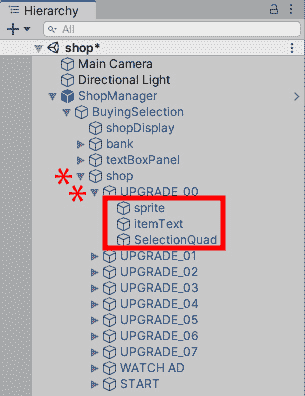 Hierarchy
All
shop*
Main Camera
Directional Light
ShopManager
BuyingSelection
shopDisplay
bank
textBoxPanel
shop
UPGRADE_00
sprite
itemText
SelectionQuad
UPGRADE_01
UPGRADE_02
UPGRADE_03
UPGRADE_04
UPGRADE_05
UPGRADE_06
UPGRADE_07
WATCH AD
START